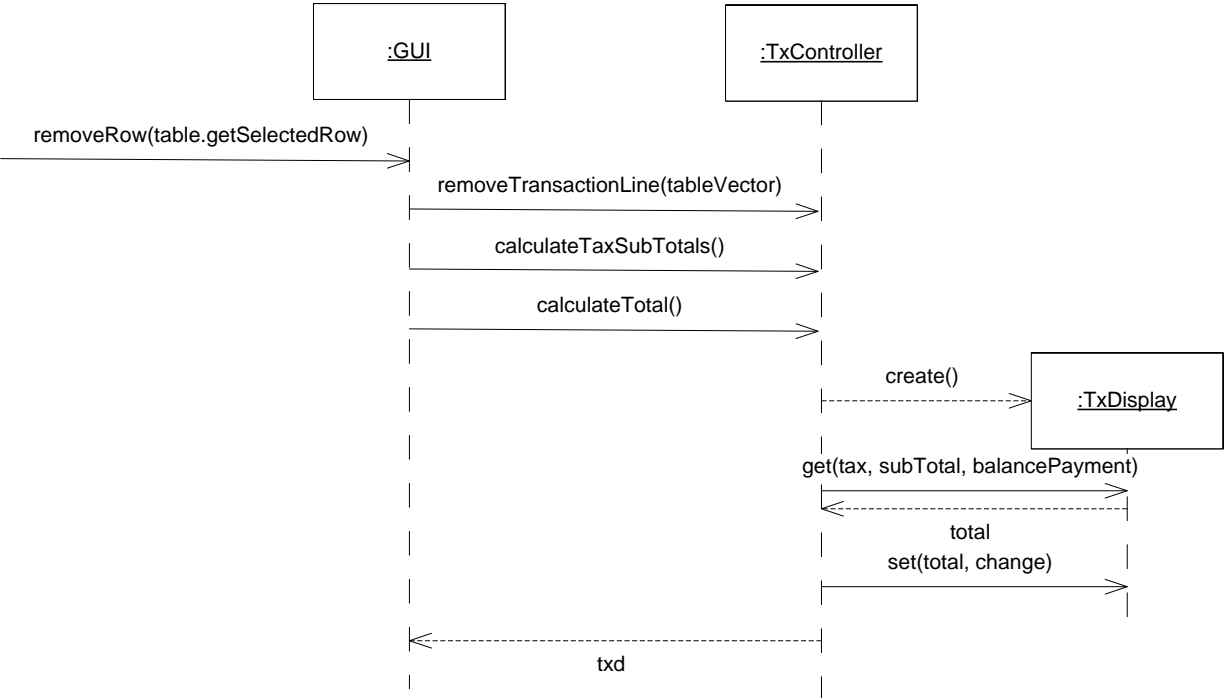 :GUI
:TxController
removeRow(table.getSelectedRow)
removeTransactionLine(tableVector)
calculateTaxSubTotals()
calculateTotal()
create()
:TxDisplay
get(tax, subTotal, balancePayment)
total
set(total, change)
txd